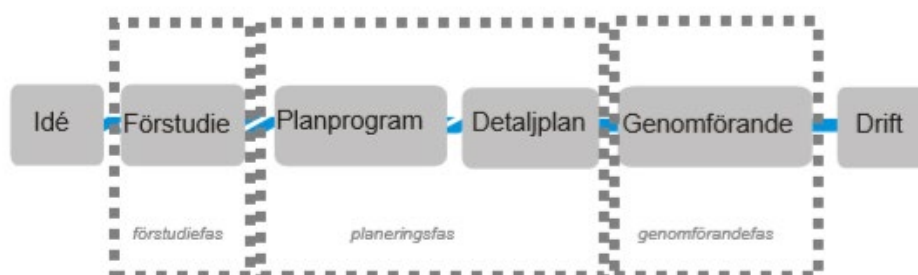 Idé
Förstudie
Planprogram
Detaljplan
Genomförande
Drift
förstudiefas
planeringsfas
genomförandefas